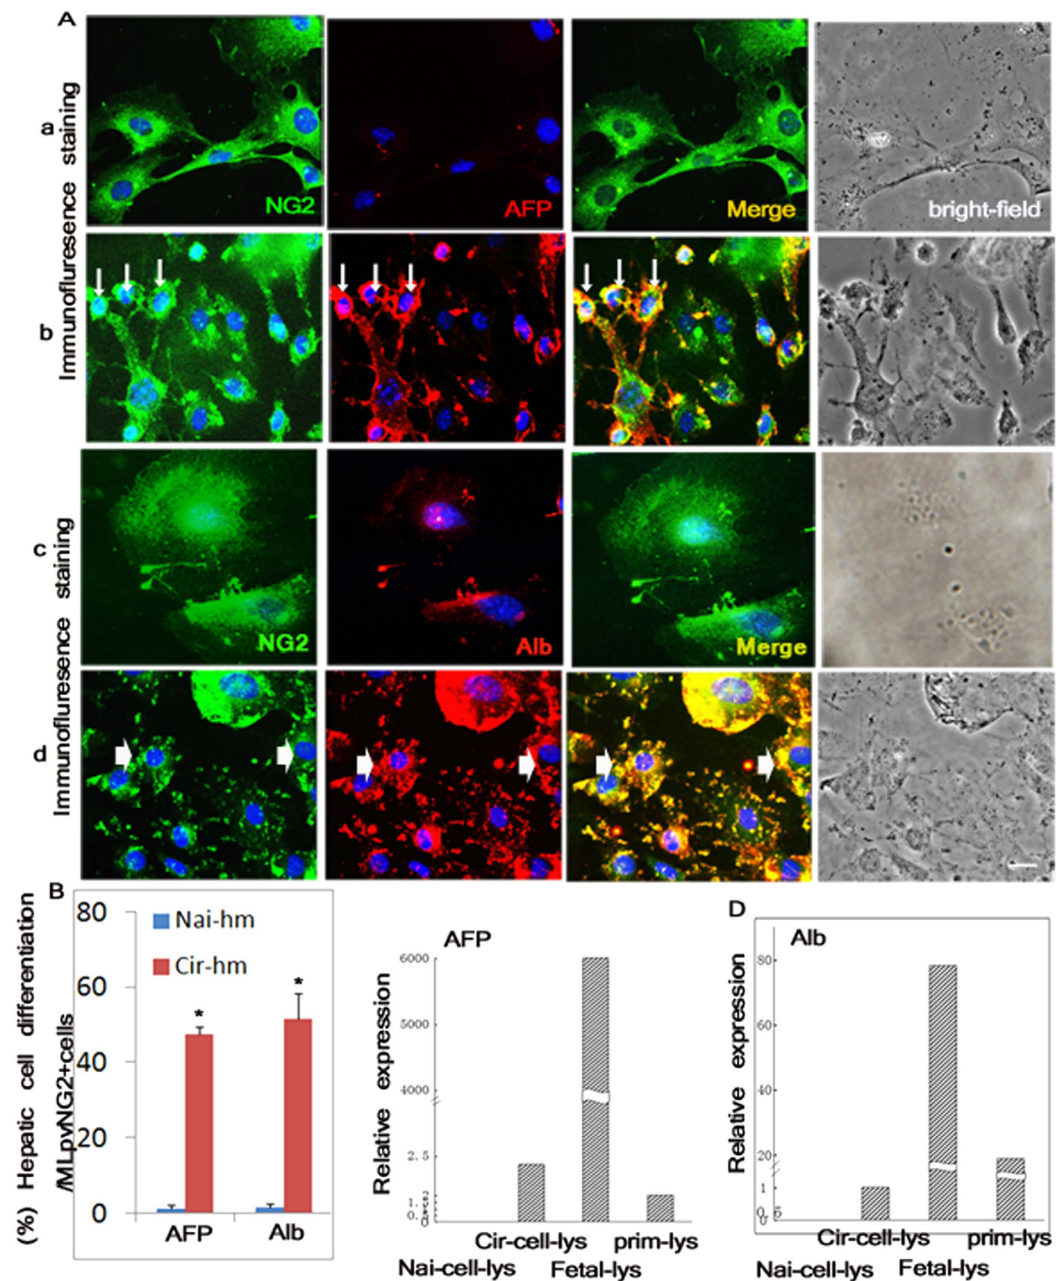 A
Immunofluresence staining
a
NG2
AFP
Merge
bright-field
b
Immunofluresence staining
c
NG2
Alb
Merge
d
B
(%) Hepatic cell differentiation
/MLpvNG2+cells
80
60
40
20
0
Nai-hm
Cir-hm
*
*
AFP
Alb
AFP
Relative expression
6000
5000
4000
2.5
0
Cir-cell-lys
prim-lys
Nai-cell-lys
Fetal-lys
D
Alb
Relative expression
80
60
40
20
1
0.5
0
Cir-cell-lys
prim-lys
Nai-cell-lys
Fetal-lys